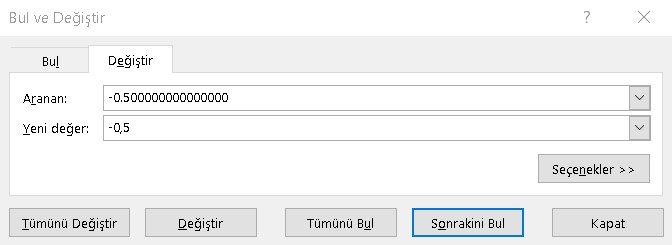 Bul ve Değiştir ? ×
Bul Değiştir
Aranan: -0.500000000000000
Yeni değer: -0,5
Seçenekler >>
Tümünü Değiştir Değiştir Tümünü Bul Sonrakini Bul Kapat